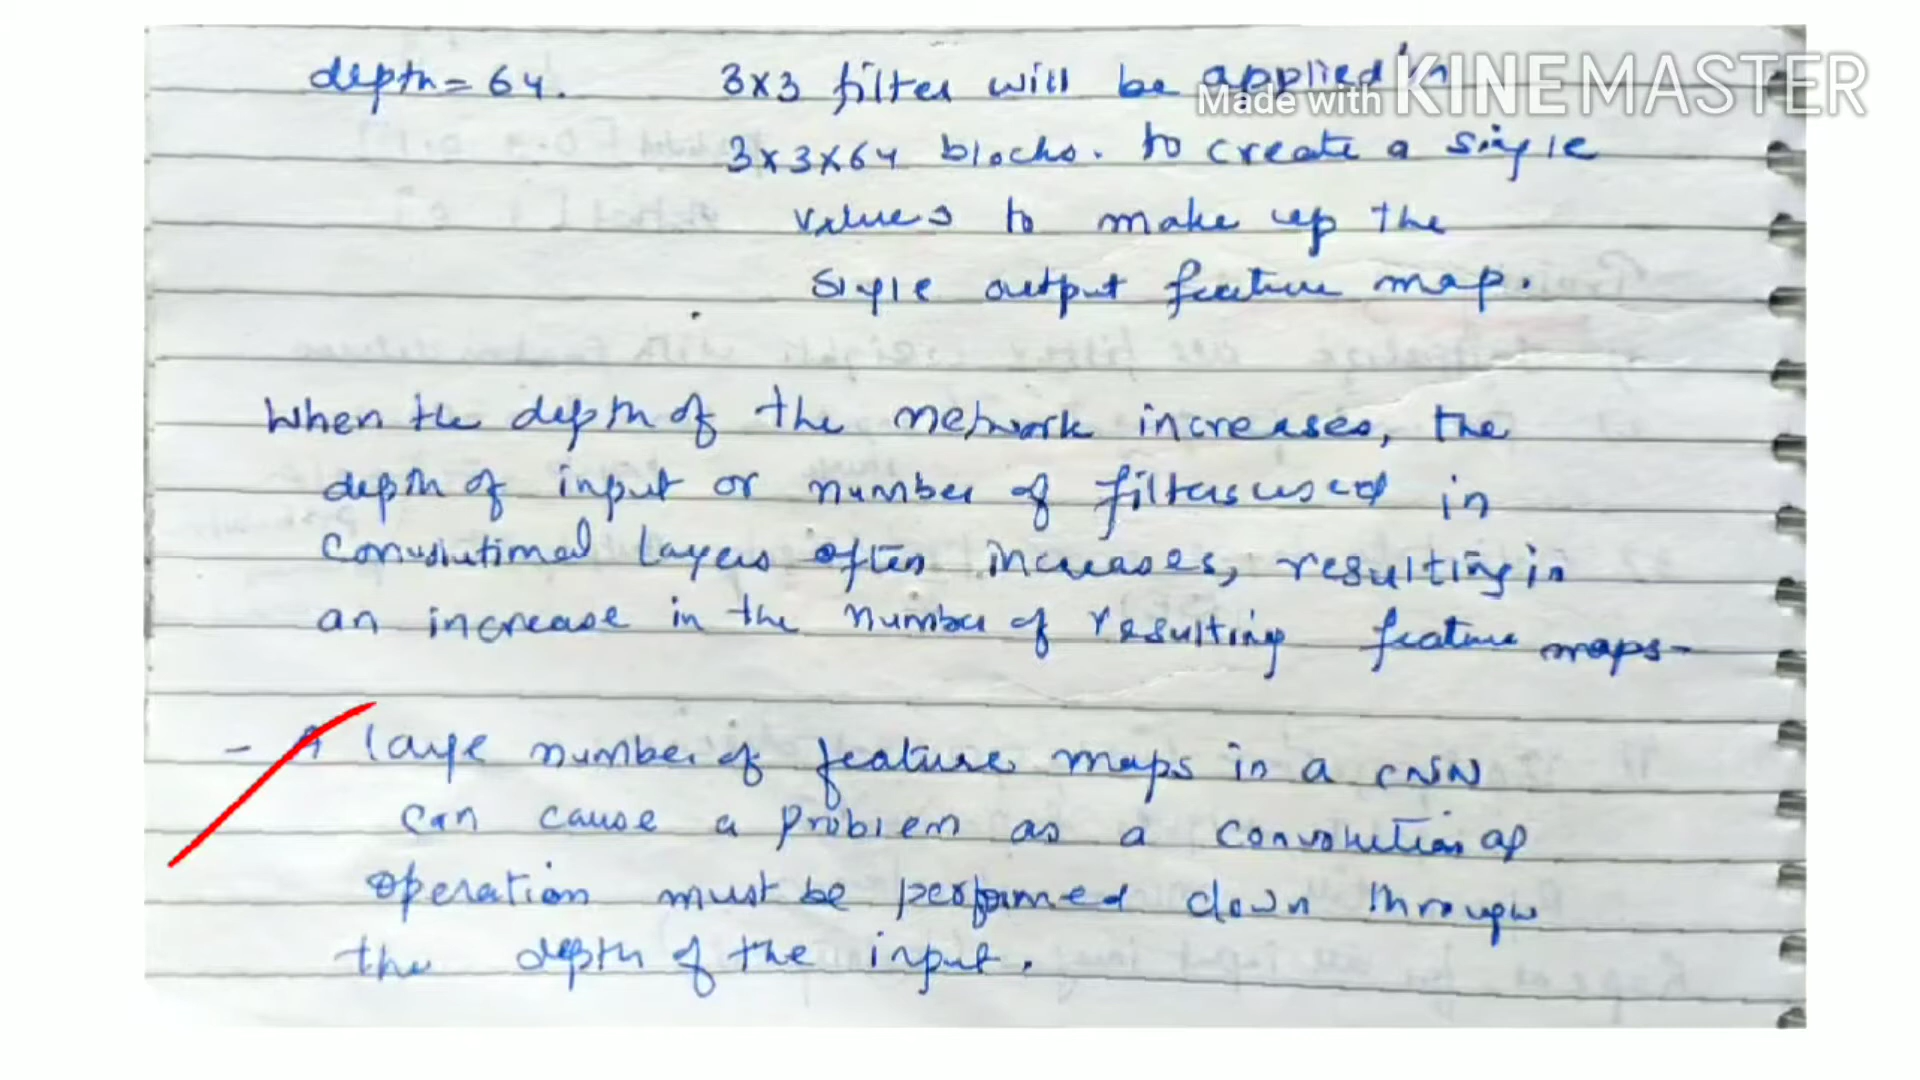 depth = 64. 3x3 filter will be applied in
Made with KINEMASTER
3x3x64 blocks. to create a single
values to make up the
single output feature map.
When the depth of the network increases, the
depth of input or number of filters used in
convolutional layers often increases, resulting in
an increase in the number of resulting feature maps-
- A large number of feature maps in a CNN
can cause a problem as a convolutional
operation must be performed down through
the depth of the input.